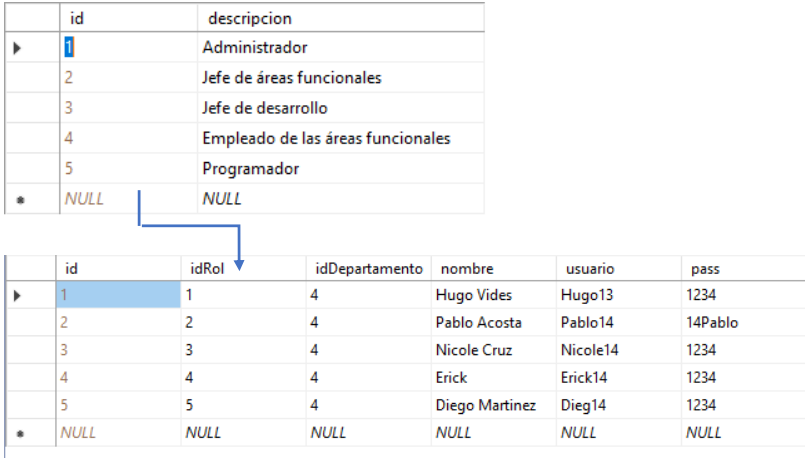 id descripcion
1 Administrador
2 Jefe de áreas funcionales
3 Jefe de desarrollo
4 Empleado de las áreas funcionales
5 Programador
NULL NULL
id idRol idDepartamento nombre usuario pass
1 1 4 Hugo Vides Hugo13 1234
2 2 4 Pablo Acosta Pablo14 14Pablo
3 3 4 Nicole Cruz Nicole14 1234
4 4 4 Erick Erick14 1234
5 5 4 Diego Martinez Dieg14 1234
NULL NULL NULL NULL NULL NULL